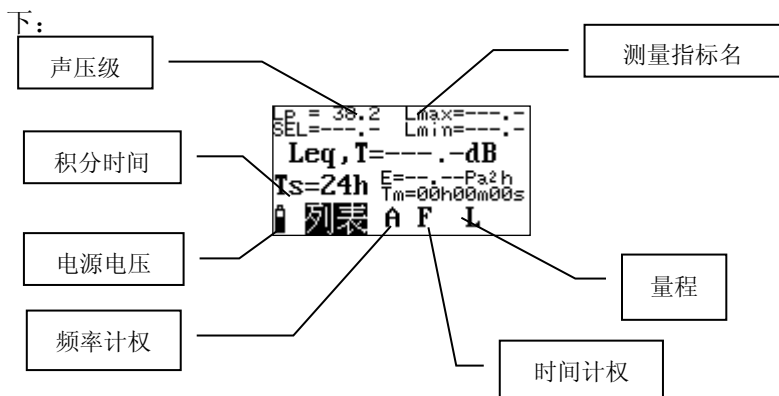 下：
声压级
测量指标名
Lp = 38.2 Lmax=---.-
SEL=---.- Lmin=---.-
Leq,T=---.-dB
积分时间
Ts=24h E=--.--Pa²h
Tm=00h00m00s
列表 A F L
电源电压
量程
频率计权
时间计权